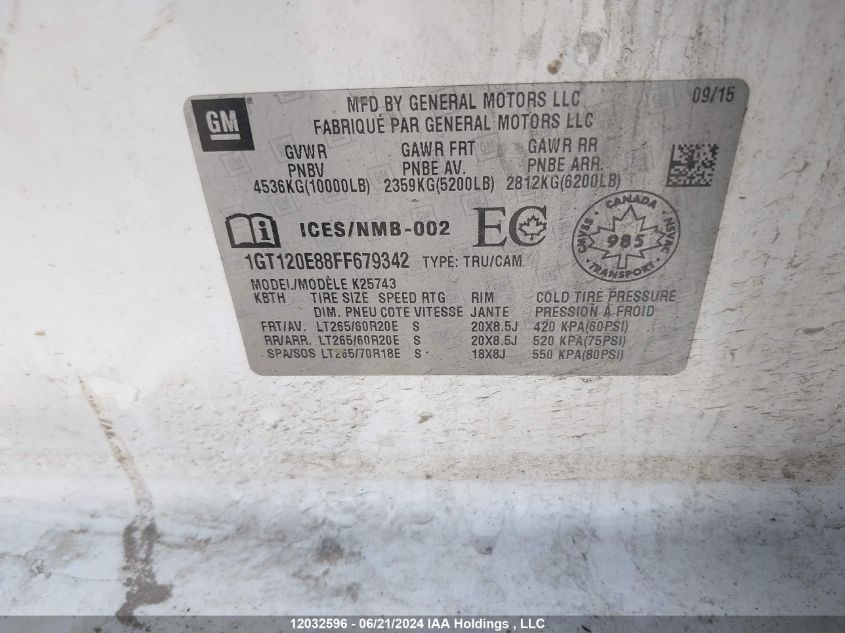 GM
MFD BY GENERAL MOTORS LLC 09/15
FABRIQUÉ PAR GENERAL MOTORS LLC
GVWR GAWR FRT GAWR RR
PNBV PNBE AV. PNBE ARR.
4536KG(10000LB) 2359KG(5200LB) 2812KG(6200LB)
ICES/NMB-002 EC
CANADA
CMVSS 985 NSVAC
TRANSPORT
1GT120E88FF679342 TYPE: TRU/CAM
MODEL/MODÈLE K25743
KBTH TIRE SIZE SPEED RTG RIM COLD TIRE PRESSURE
DIM. PNEU COTE VITESSE JANTE PRESSION À FROID
FRT/AV. LT265/60R20E S 20X8.5J 420 KPA(60PSI)
RR/ARR. LT265/60R20E S 20X8.5J 520 KPA(75PSI)
SPA/SOS LT265/70R18E S 18X8J 550 KPA(80PSI)
12032596 - 06/21/2024 IAA Holdings , LLC